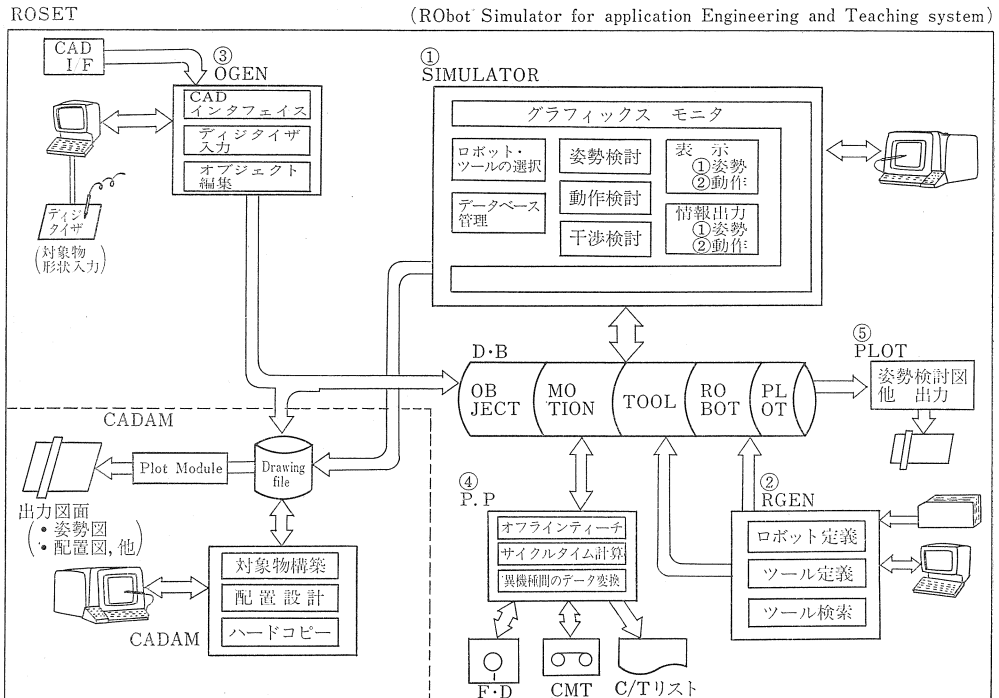 ROSET
(RObot Simulator for application Engineering and Teaching system)
CAD
I/F
③
OGEN
CAD
インタフェイス
ディジタイザ
入力
オブジェクト
編集
ディジ
タイザ
(対象物
形状入力)
①
SIMULATOR
グラフィックス モニタ
ロボット・
ツールの選択
データベース
管理
姿勢検討
動作検討
干渉検討
表示
①姿勢
②動作
情報出力
①姿勢
②動作
D・B
OB
JECT
MO
TION
TOOL
RO
BOT
PL
OT
⑤
PLOT
姿勢検討図
他 出力
CADAM
Plot Module
Drawing
file
出力図面
(・姿勢図
・配置図,他)
対象物構築
配置設計
ハードコピー
CADAM
④
P.P
オフラインティーチ
サイクルタイム計算
異機種間のデータ変換
F・D
CMT
C/Tリスト
②
RGEN
ロボット定義
ツール定義
ツール検索